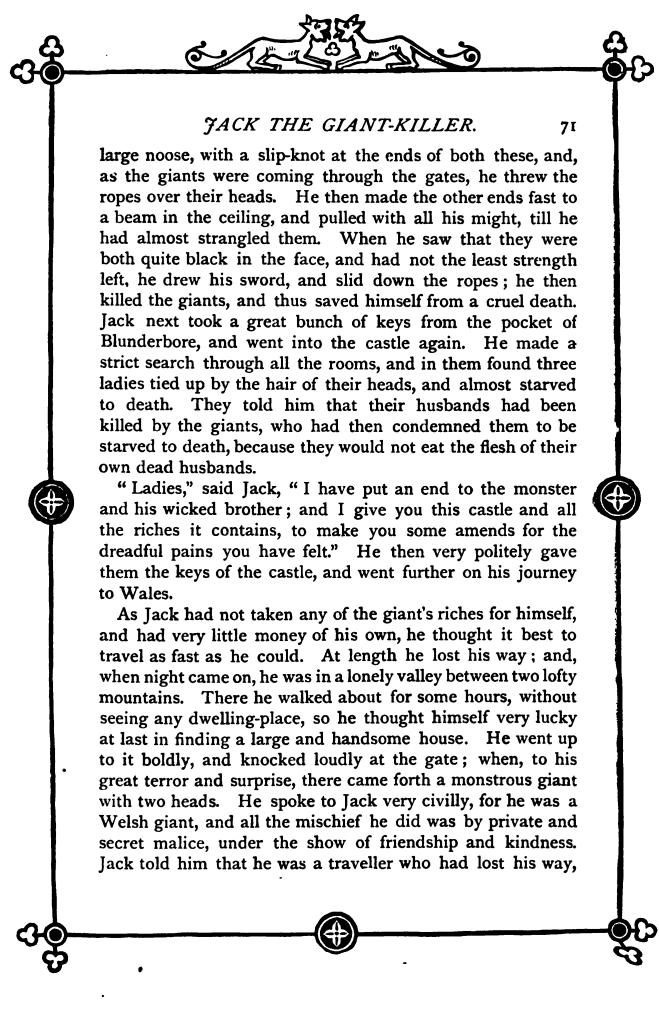 JACK THE GIANT-KILLER. 71
large noose, with a slip-knot at the ends of both these, and,
as the giants were coming through the gates, he threw the
ropes over their heads. He then made the other ends fast to
a beam in the ceiling, and pulled with all his might, till he
had almost strangled them. When he saw that they were
both quite black in the face, and had not the least strength
left, he drew his sword, and slid down the ropes; he then
killed the giants, and thus saved himself from a cruel death.
Jack next took a great bunch of keys from the pocket of
Blunderbore, and went into the castle again. He made a
strict search through all the rooms, and in them found three
ladies tied up by the hair of their heads, and almost starved
to death. They told him that their husbands had been
killed by the giants, who had then condemned them to be
starved to death, because they would not eat the flesh of their
own dead husbands.
“Ladies,” said Jack, “I have put an end to the monster
and his wicked brother; and I give you this castle and all
the riches it contains, to make you some amends for the
dreadful pains you have felt.” He then very politely gave
them the keys of the castle, and went further on his journey
to Wales.
As Jack had not taken any of the giant's riches for himself,
and had very little money of his own, he thought it best to
travel as fast as he could. At length he lost his way; and,
when night came on, he was in a lonely valley between two lofty
mountains. There he walked about for some hours, without
seeing any dwelling-place, so he thought himself very lucky
at last in finding a large and handsome house. He went up
to it boldly, and knocked loudly at the gate; when, to his
great terror and surprise, there came forth a monstrous giant
with two heads. He spoke to Jack very civilly, for he was a
Welsh giant, and all the mischief he did was by private and
secret malice, under the show of friendship and kindness.
Jack told him that he was a traveller who had lost his way,